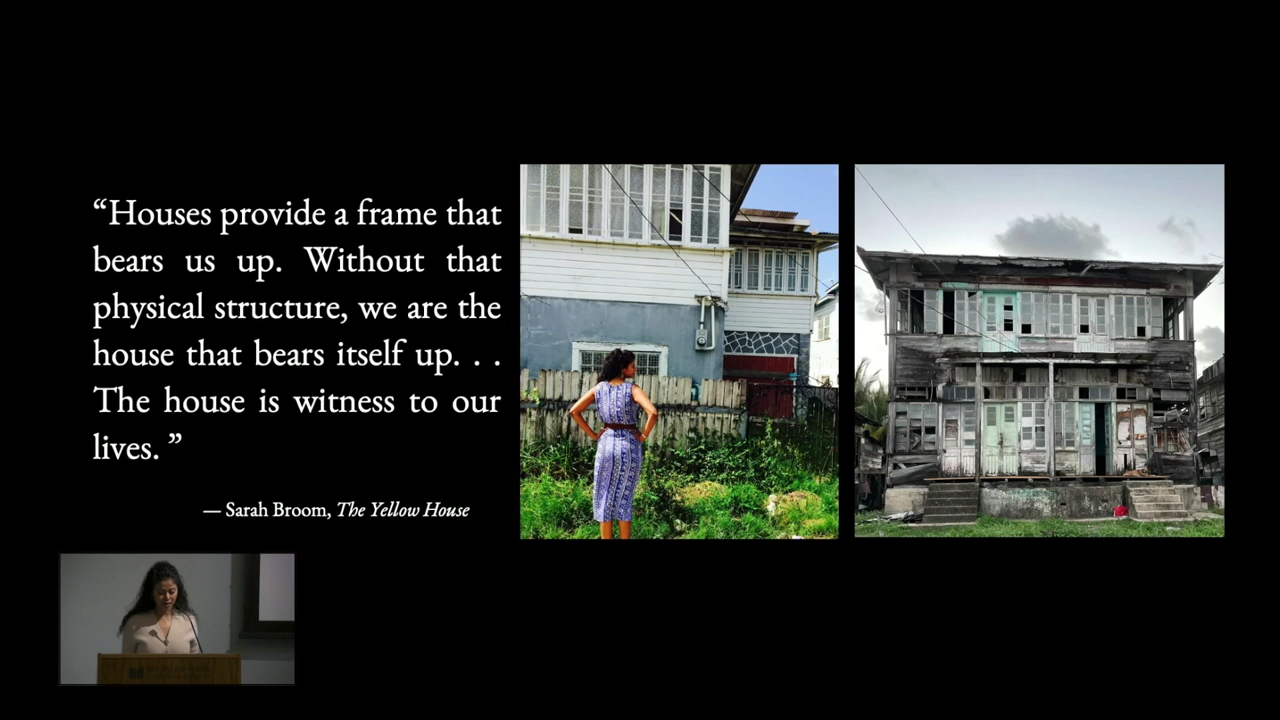 “Houses provide a frame that
bears us up. Without that
physical structure, we are the
house that bears itself up. . .
The house is witness to our
lives.”
— Sarah Broom, The Yellow House